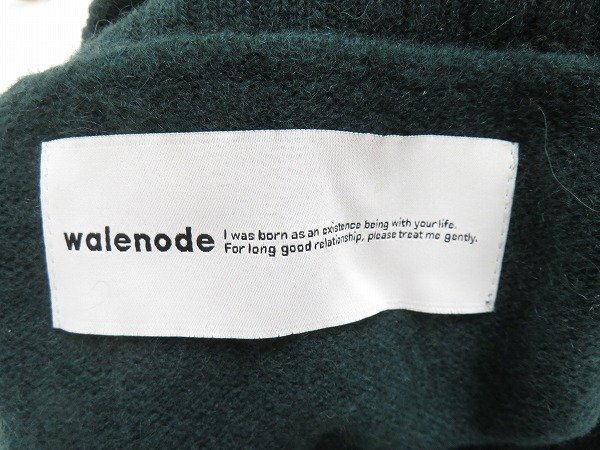 walenode
I was born as an existence being with your life.
For long good relationship, please treat me gently.